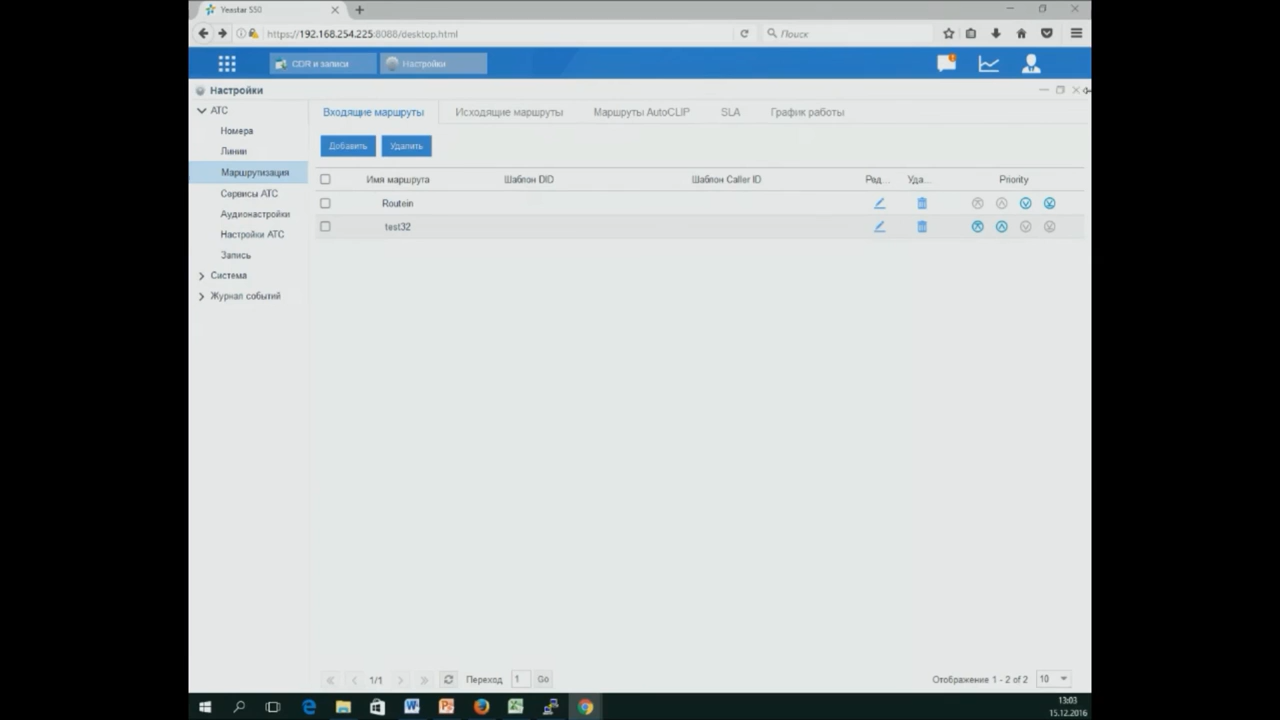 Yeastar S50
https://192.168.254.225:8088/desktop.html
Поиск
CDR и записи
Настройки
Настройки
АТС
Номера
Линии
Маршрутизация
Сервисы АТС
Аудионастройки
Настройки АТС
Запись
Система
Журнал событий
Входящие маршруты
Исходящие маршруты
Маршруты AutoCLIP
SLA
График работы
Добавить
Удалить
Имя маршрута
Шаблон DID
Шаблон Caller ID
Ред...
Уда...
Priority
Routein
test32
1/1
Переход
1
Go
Отображение 1 - 2 of 2
10
13:03
15.12.2016